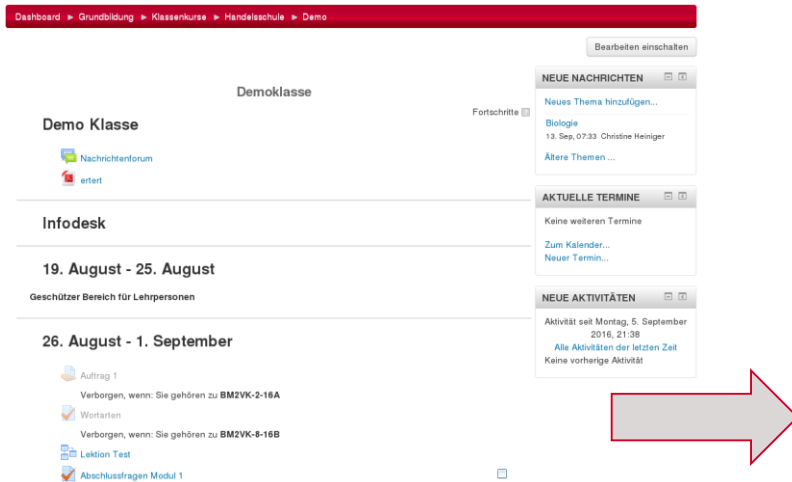 Dashboard ► Grundbildung ► Klassenkurse ► Handelsschule ► Demo
Bearbeiten einschalten
Demoklasse
Fortschritte
Demo Klasse
Nachrichtenforum
ertert
Infodesk
19. August - 25. August
Geschützer Bereich für Lehrpersonen
26. August - 1. September
Auftrag 1
Verborgen, wenn: Sie gehören zu BM2VK-2-16A
Wortarten
Verborgen, wenn: Sie gehören zu BM2VK-8-16B
Lektion Test
Abschlussfragen Modul 1
NEUE NACHRICHTEN
Neues Thema hinzufügen...
Biologie
13. Sep, 07:33 Christine Heiniger
Ältere Themen ...
AKTUELLE TERMINE
Keine weiteren Termine
Zum Kalender...
Neuer Termin...
NEUE AKTIVITÄTEN
Aktivität seit Montag, 5. September
2016, 21:38
Alle Aktivitäten der letzten Zeit
Keine vorherige Aktivität